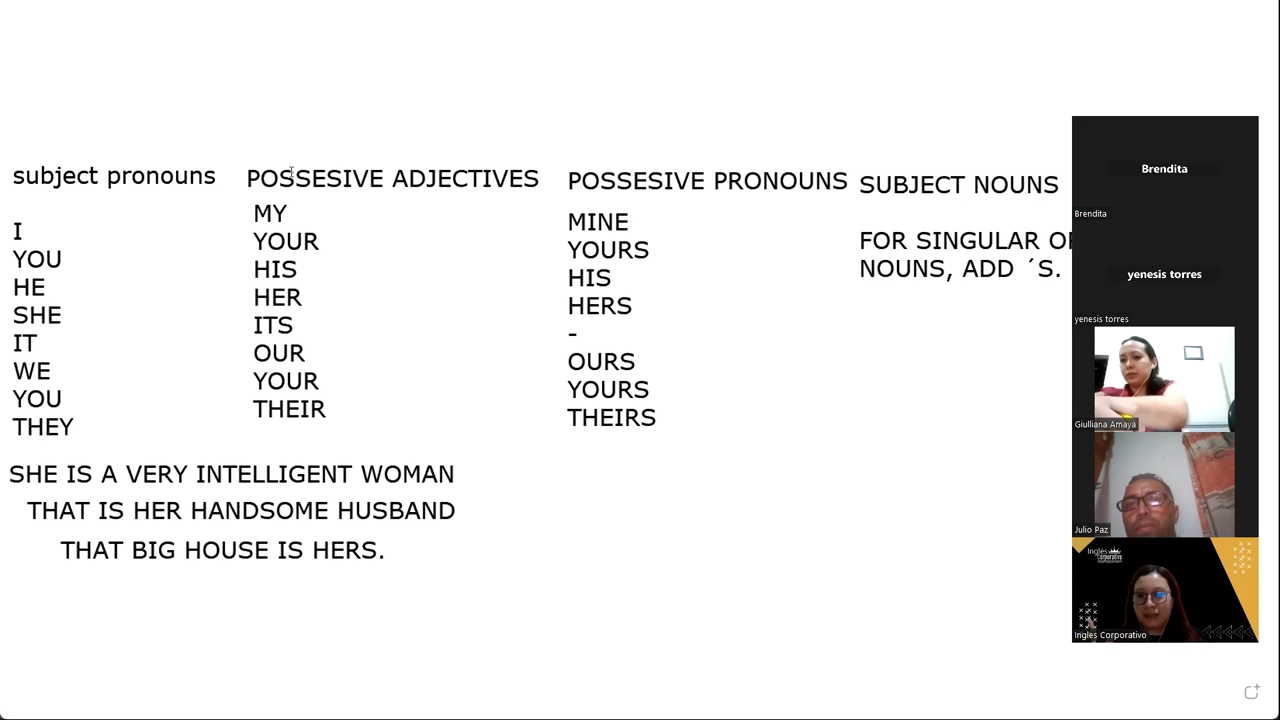 subject pronouns
I
YOU
HE
SHE
IT
WE
YOU
THEY
POSSESIVE ADJECTIVES
MY
YOUR
HIS
HER
ITS
OUR
YOUR
THEIR
POSSESIVE PRONOUNS
MINE
YOURS
HIS
HERS
-
OURS
YOURS
THEIRS
SUBJECT NOUNS
FOR SINGULAR
NOUNS, ADD ´S.
SHE IS A VERY INTELLIGENT WOMAN
THAT IS HER HANDSOME HUSBAND
THAT BIG HOUSE IS HERS.
Brendita
Brendita
yenesis torres
yenesis torres
Giulliana Amaya
Julio Paz
Inglés
Corporativo
Ingles Corporativo